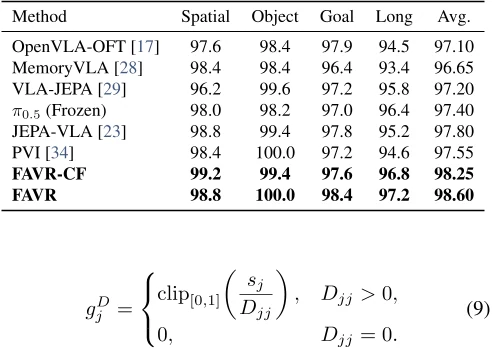 Method Spatial Object Goal Long Avg.
OpenVLA-OFT [17] 97.6 98.4 97.9 94.5 97.10
MemoryVLA [28] 98.4 98.4 96.4 93.4 96.65
VLA-JEPA [29] 96.2 99.6 97.2 95.8 97.20
π0.5 (Frozen) 98.0 98.2 97.0 96.4 97.40
JEPA-VLA [23] 98.8 99.4 97.8 95.2 97.80
PVI [34] 98.4 100.0 97.2 94.6 97.55
FAVR-CF 99.2 99.4 97.6 96.8 98.25
FAVR 98.8 100.0 98.4 97.2 98.60
g_j^D = { clip_[0,1] ( s_j / D_jj ) , D_jj > 0,
0, D_jj = 0. (9)